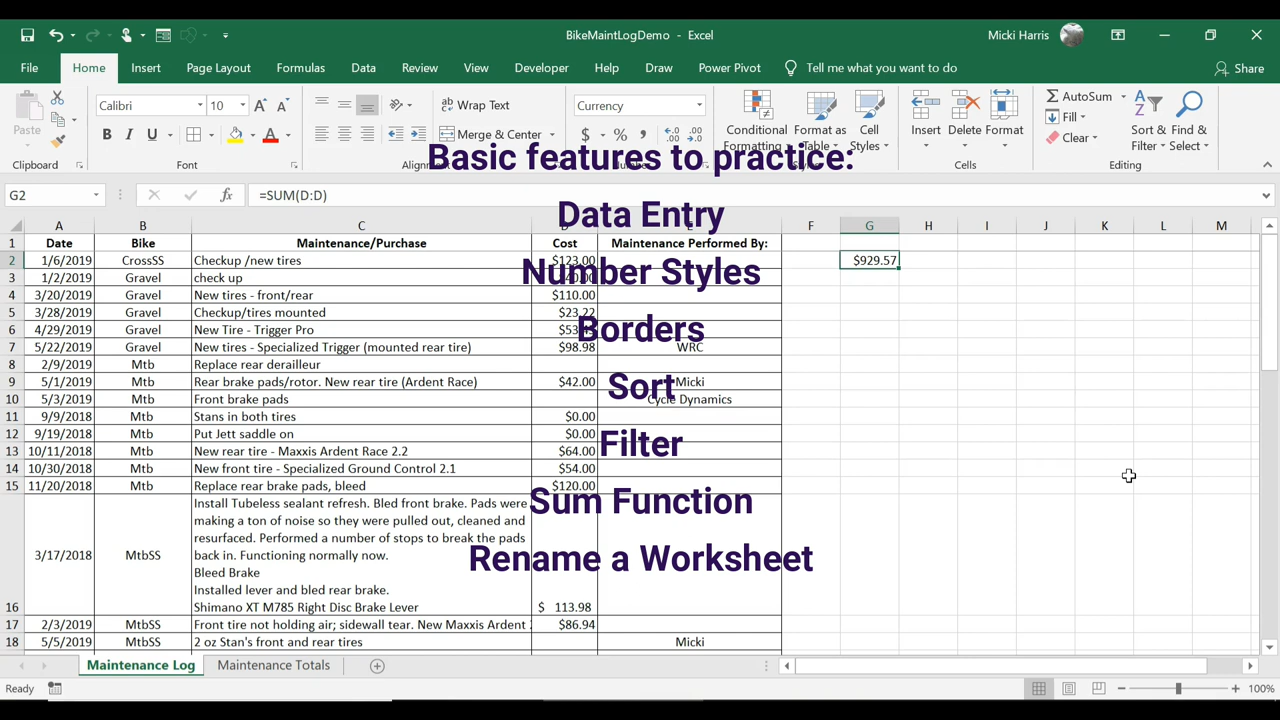 BikeMaintLogDemo - Excel
Micki Harris
File Home Insert Page Layout Formulas Data Review View Developer Help Draw Power Pivot Tell me what you want to do Share
Calibri 10 Wrap Text Currency AutoSum
Paste B I U Merge & Center $ % Conditional Formatting Format as Table Cell Styles Insert Delete Format Fill Clear Sort & Filter Find & Select
Clipboard Font Alignment Cells Editing
Basic features to practice:
Data Entry
Number Styles
Borders
Sort
Filter
Sum Function
Rename a Worksheet
G2 fx =SUM(D:D)
A B C E F G H I J K L M
1 Date Bike Maintenance/Purchase Cost Maintenance Performed By:
2 1/6/2019 CrossSS Checkup /new tires $123.00 $929.57
3 1/2/2019 Gravel check up
4 3/20/2019 Gravel New tires - front/rear $110.00
5 3/28/2019 Gravel Checkup/tires mounted $23.22
6 4/29/2019 Gravel New Tire - Trigger Pro
7 5/22/2019 Gravel New tires - Specialized Trigger (mounted rear tire) $98.98 WRC
8 2/9/2019 Mtb Replace rear derailleur
9 5/1/2019 Mtb Rear brake pads/rotor. New rear tire (Ardent Race) $42.00 Micki
10 5/3/2019 Mtb Front brake pads Cycle Dynamics
11 9/9/2018 Mtb Stans in both tires $0.00
12 9/19/2018 Mtb Put Jett saddle on $0.00
13 10/11/2018 Mtb New rear tire - Maxxis Ardent Race 2.2 $64.00
14 10/30/2018 Mtb New front tire - Specialized Ground Control 2.1 $54.00
15 11/20/2018 Mtb Replace rear brake pads, bleed $120.00
Install Tubeless sealant refresh. Bled front brake. Pads were
making a ton of noise so they were pulled out, cleaned and
resurfaced. Performed a number of stops to break the pads
3/17/2018 MtbSS back in. Functioning normally now.
Bleed Brake
Installed lever and bled rear brake.
16 Shimano XT M785 Right Disc Brake Lever $ 113.98
17 2/3/2019 MtbSS Front tire not holding air; sidewall tear. New Maxxis Ardent $86.94
18 5/5/2019 MtbSS 2 oz Stan's front and rear tires Micki
Maintenance Log Maintenance Totals
Ready 100%